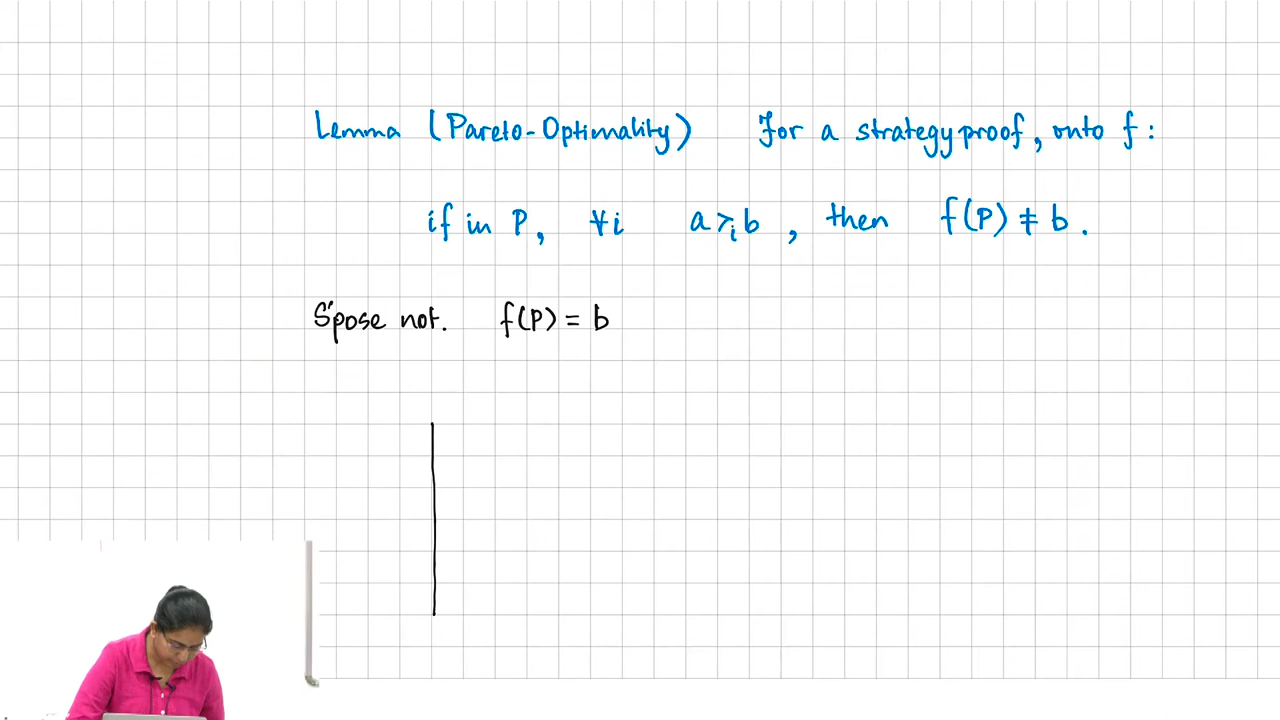 Lemma (Pareto-Optimality) For a strategyproof, onto f:
if in P, ∀i a ≻ᵢ b, then f(P) ≠ b.
S'pose not. f(P) = b